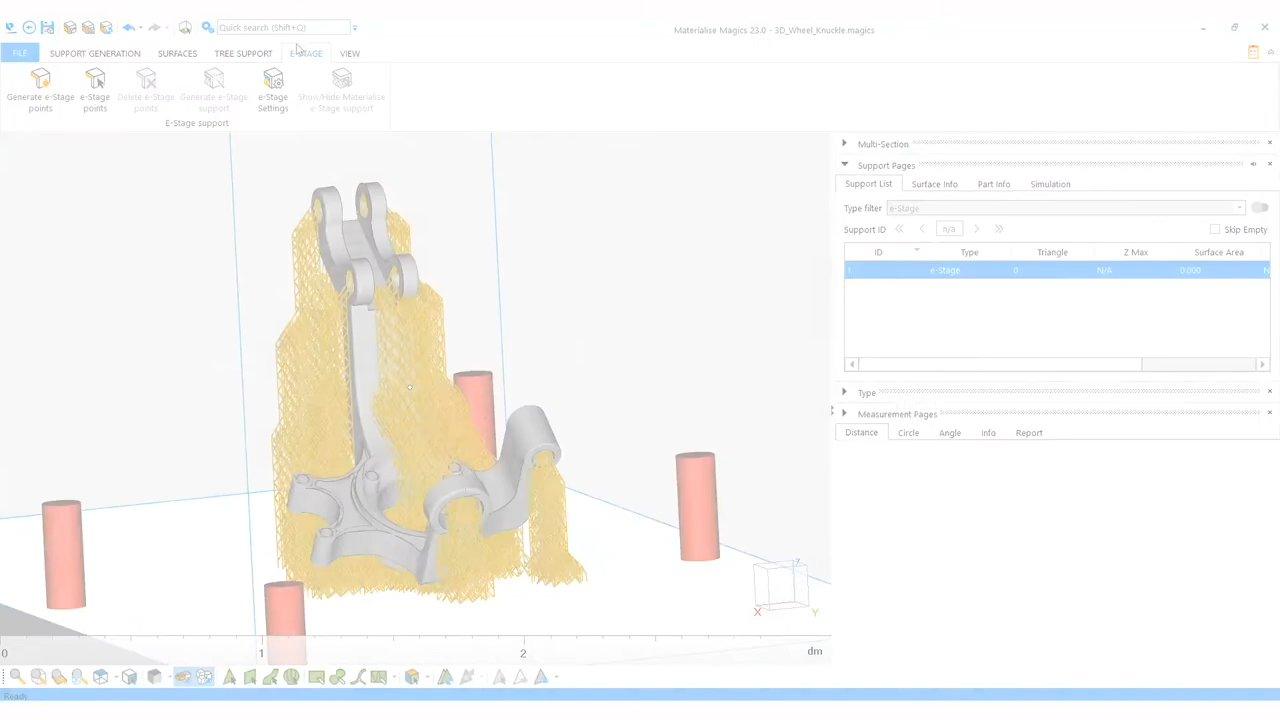 Quick search (Shift+Q)
Materialise Magics 23.0 - 3D_Wheel_Knuckle.magics
FILE SUPPORT GENERATION SURFACES TREE SUPPORT E-STAGE VIEW
Generate e-Stage points
e-Stage points
Delete e-Stage points
Generate e-Stage support
e-Stage Settings
Show/Hide Materialise e-Stage support
E-Stage support
Multi-Section
Support Pages
Support List Surface Info Part Info Simulation
Type filter e-Stage
Support ID n/a Skip Empty
ID Type Triangle Z Max Surface Area
1 e-Stage 0 N/A 0.000 N
Type
Measurement Pages
Distance Circle Angle Info Report
Z
X Y
0 1 2 dm
Ready